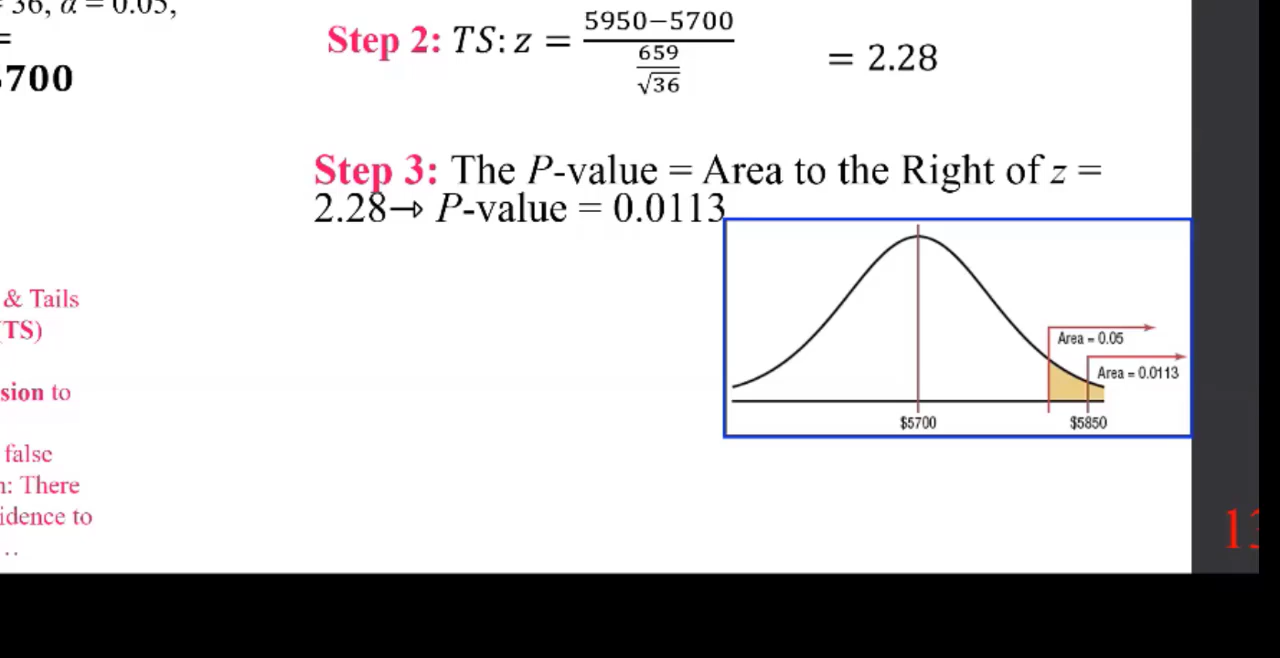 36, α = 0.05,
=
700
Step 2: TS: z = 5950−5700
659
√36
= 2.28
Step 3: The P-value = Area to the Right of z =
2.28→ P-value = 0.0113
& Tails
(TS)
sion to
false
n: There
idence to
..
Area = 0.05
Area = 0.0113
$5700
$5850
13